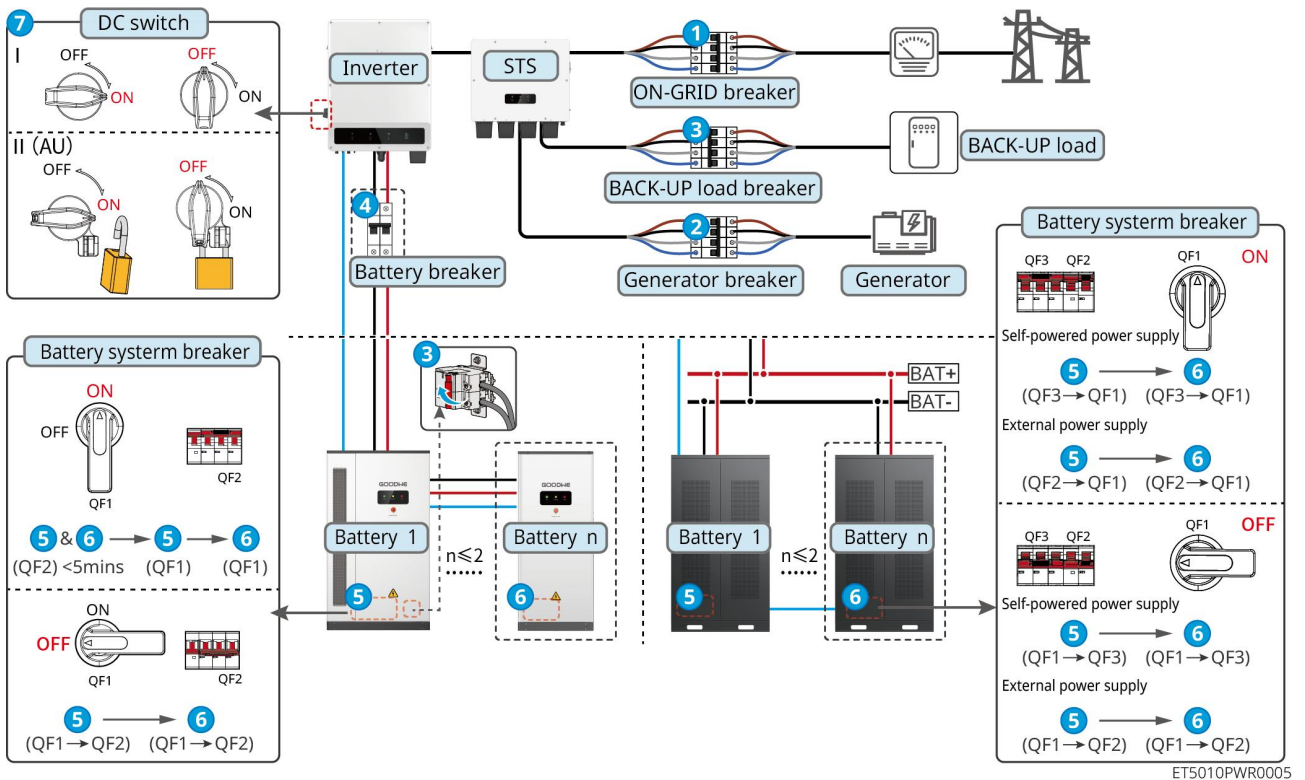 7
DC switch
I
OFF
ON
OFF
ON
II (AU)
OFF
ON
OFF
ON
Inverter
STS
1
ON-GRID breaker
3
BACK-UP load
BACK-UP load breaker
4
2
Battery breaker
Generator breaker
Generator
Battery systerm breaker
ON
OFF
QF1
QF2
5 & 6 → 5 → 6
(QF2) <5mins (QF1) (QF1)
ON
OFF
QF1
QF2
5 → 6
(QF1→QF2) (QF1→QF2)
3
GOODWE
GOODWE
Battery 1
Battery n
n≤2
......
5
6
BAT+
BAT-
Battery 1
Battery n
n≤2
......
5
6
Battery systerm breaker
QF3 QF2
QF1
ON
Self-powered power supply
5 → 6
(QF3→QF1) (QF3→QF1)
External power supply
5 → 6
(QF2→QF1) (QF2→QF1)
QF3 QF2
QF1
OFF
Self-powered power supply
5 → 6
(QF1→QF3) (QF1→QF3)
External power supply
5 → 6
(QF1→QF2) (QF1→QF2)
ET5010PWR0005